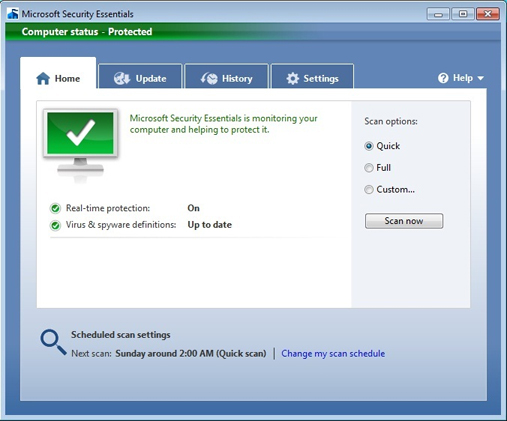 Microsoft Security Essentials
Computer status - Protected
Home
Update
History
Settings
Help
Microsoft Security Essentials is monitoring your
computer and helping to protect it.
Real-time protection: On
Virus & spyware definitions: Up to date
Scan options:
Quick
Full
Custom...
Scan now
Scheduled scan settings
Next scan: Sunday around 2:00 AM (Quick scan) | Change my scan schedule